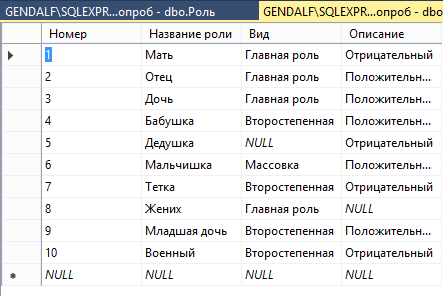 GENDALF\SQLEXPR...опроб - dbo.Роль GENDALF\SQLEXPR...опроб - dbo
Номер Название роли Вид Описание
1 Мать Главная роль Отрицательный
2 Отец Главная роль Положительн...
3 Дочь Главная роль Положительн...
4 Бабушка Второстепенная Положительн...
5 Дедушка NULL Отрицательный
6 Мальчишка Массовка Положительн...
7 Тетка Второстепенная Отрицательный
8 Жених Главная роль NULL
9 Младшая дочь Второстепенная Положительн...
10 Военный Второстепенная Отрицательный
NULL NULL NULL NULL